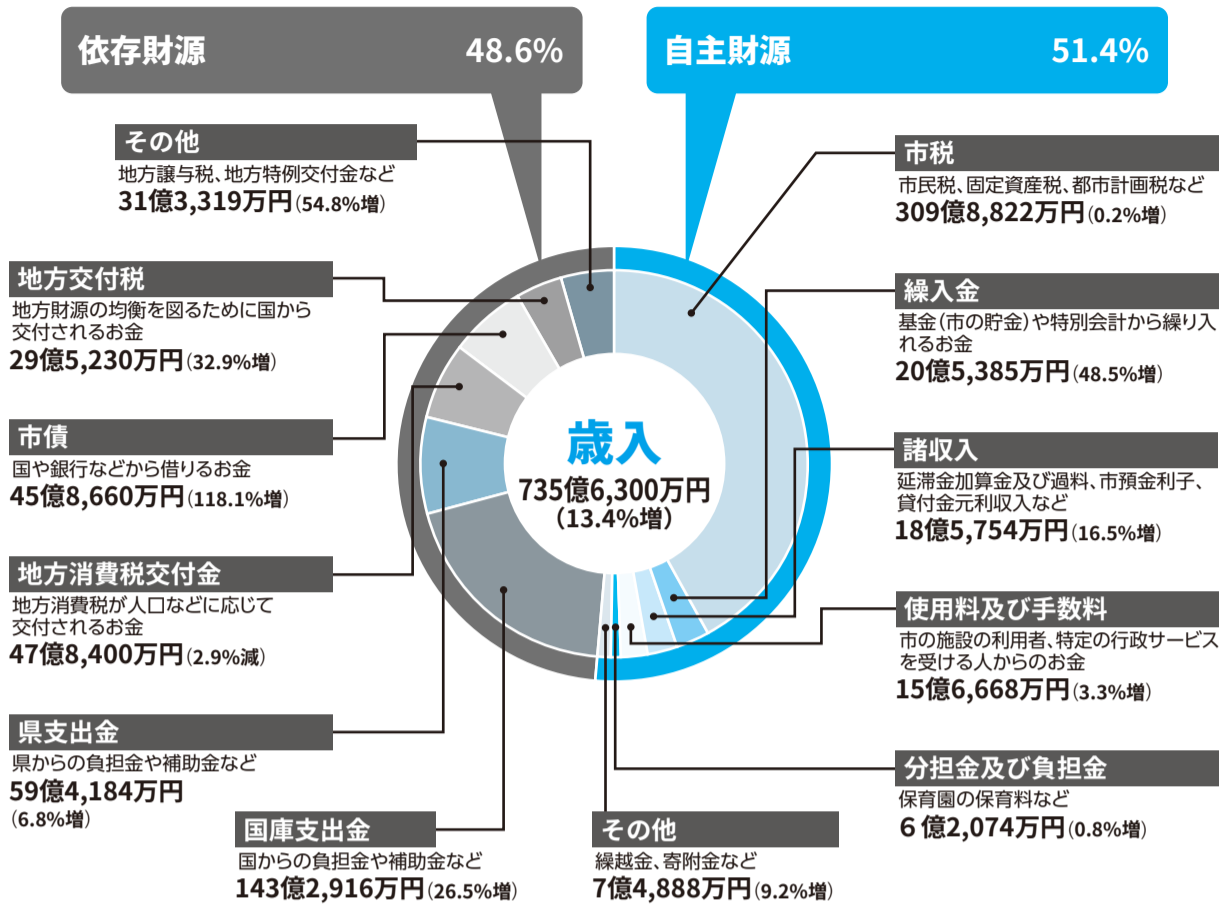 依存財源 48.6%
自主財源 51.4%
その他
地方譲与税、地方特例交付金など
31億3,319万円(54.8%増)
地方交付税
地方財源の均衡を図るために国から
交付されるお金
29億5,230万円(32.9%増)
市債
国や銀行などから借りるお金
45億8,660万円(118.1%増)
地方消費税交付金
地方消費税が人口などに応じて
交付されるお金
47億8,400万円(2.9%減)
県支出金
県からの負担金や補助金など
59億4,184万円
(6.8%増)
国庫支出金
国からの負担金や補助金など
143億2,916万円(26.5%増)
歳入
735億6,300万円
(13.4%増)
市税
市民税、固定資産税、都市計画税など
309億8,822万円(0.2%増)
繰入金
基金(市の貯金)や特別会計から繰り入
れるお金
20億5,385万円(48.5%増)
諸収入
延滞金加算金及び過料、市預金利子、
貸付金元利収入など
18億5,754万円(16.5%増)
使用料及び手数料
市の施設の利用者、特定の行政サービス
を受ける人からのお金
15億6,668万円(3.3%増)
分担金及び負担金
保育園の保育料など
6億2,074万円(0.8%増)
その他
繰越金、寄附金など
7億4,888万円(9.2%増)